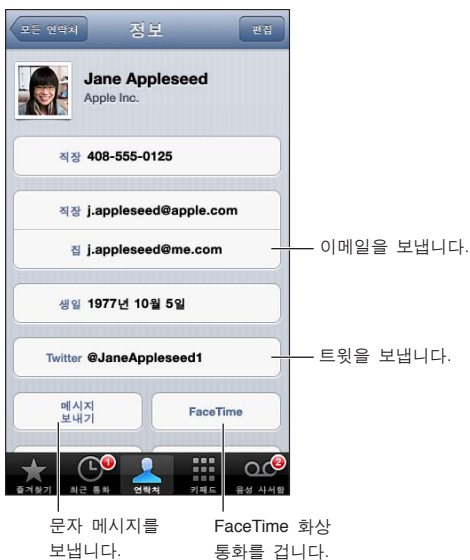 모든 연락처
정보
편집
Jane Appleseed
Apple Inc.
직장 408-555-0125
직장 j.appleseed@apple.com
집 j.appleseed@me.com
이메일을 보냅니다.
생일 1977년 10월 5일
Twitter @JaneAppleseed1
트윗을 보냅니다.
메시지
보내기
FaceTime
1
2
즐겨찾기
최근 통화
연락처
키패드
음성 사서함
문자 메시지를
보냅니다.
FaceTime 화상
통화를 겁니다.